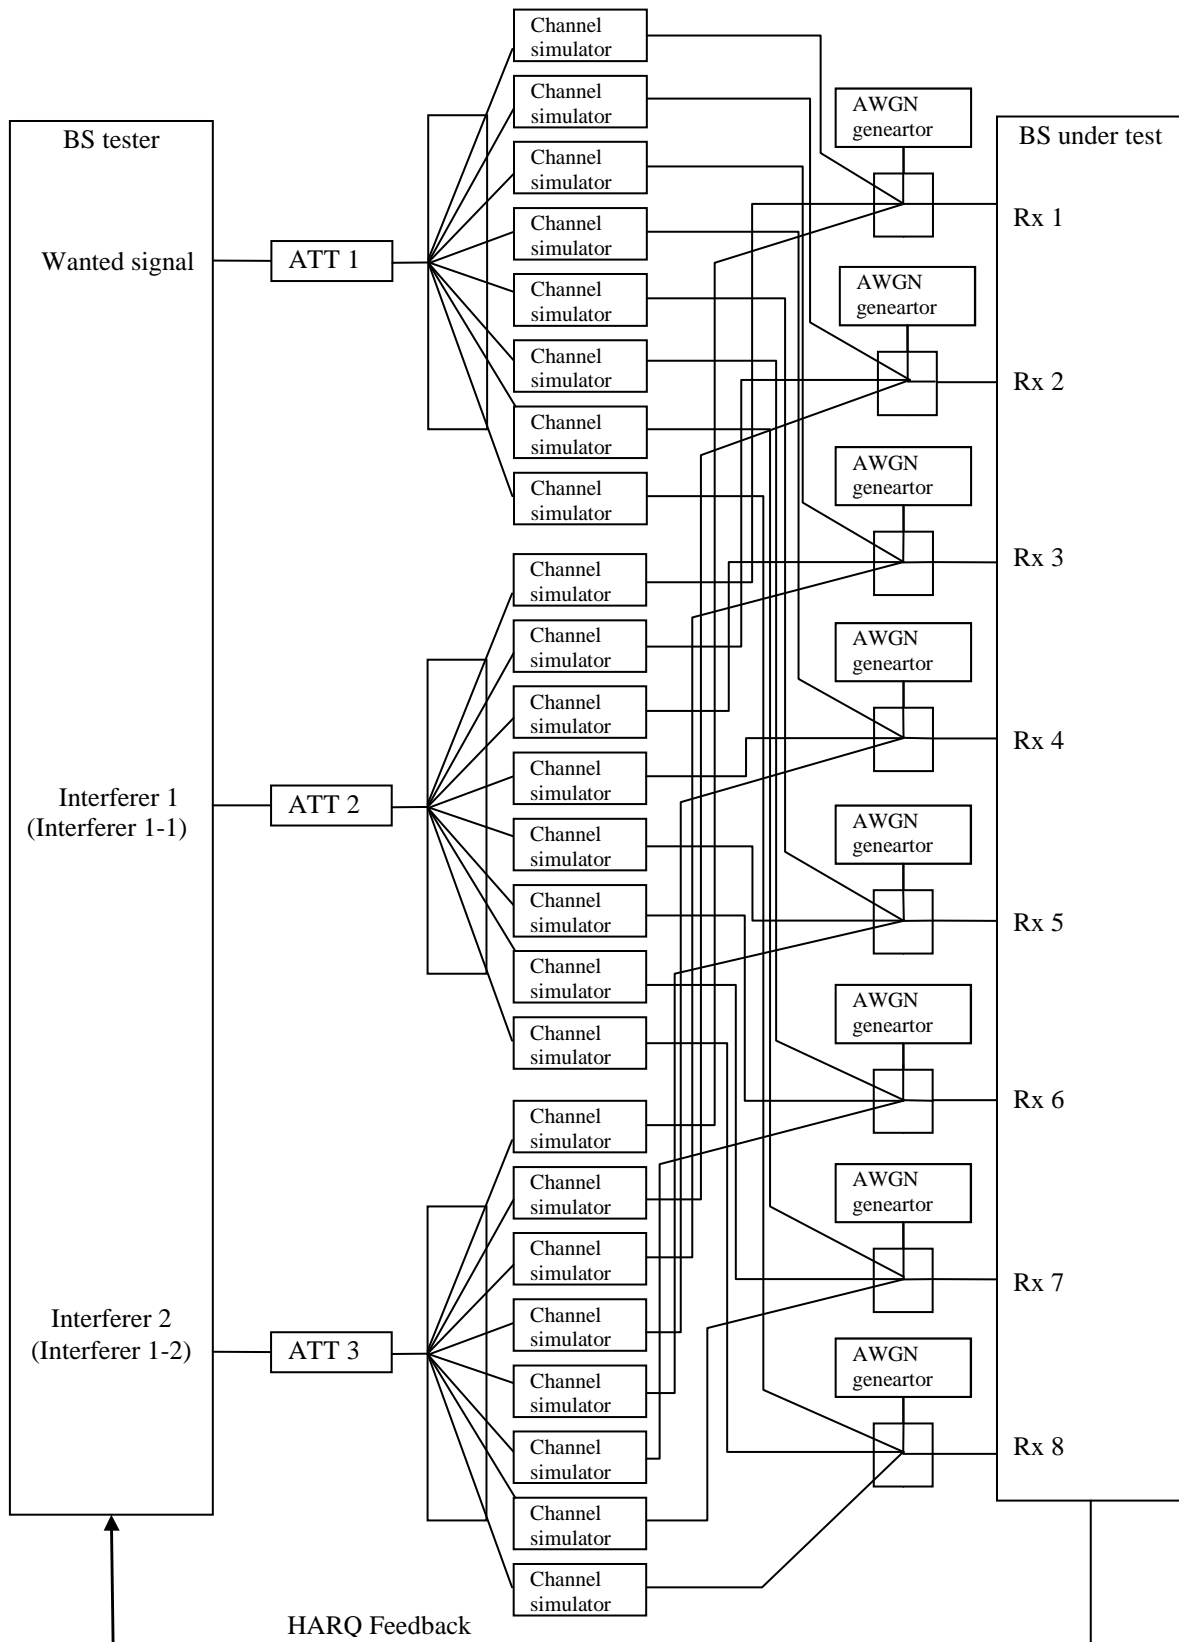 BS tester
Wanted signal
Interferer 1
(Interferer 1-1)
Interferer 2
(Interferer 1-2)
ATT 1
ATT 2
ATT 3
Channel
simulator
Channel
simulator
Channel
simulator
Channel
simulator
Channel
simulator
Channel
simulator
Channel
simulator
Channel
simulator
Channel
simulator
Channel
simulator
Channel
simulator
Channel
simulator
Channel
simulator
Channel
simulator
Channel
simulator
Channel
simulator
Channel
simulator
Channel
simulator
Channel
simulator
Channel
simulator
Channel
simulator
Channel
simulator
Channel
simulator
Channel
simulator
AWGN
geneartor
AWGN
geneartor
AWGN
geneartor
AWGN
geneartor
AWGN
geneartor
AWGN
geneartor
AWGN
geneartor
AWGN
geneartor
BS under test
Rx 1
Rx 2
Rx 3
Rx 4
Rx 5
Rx 6
Rx 7
Rx 8
HARQ Feedback